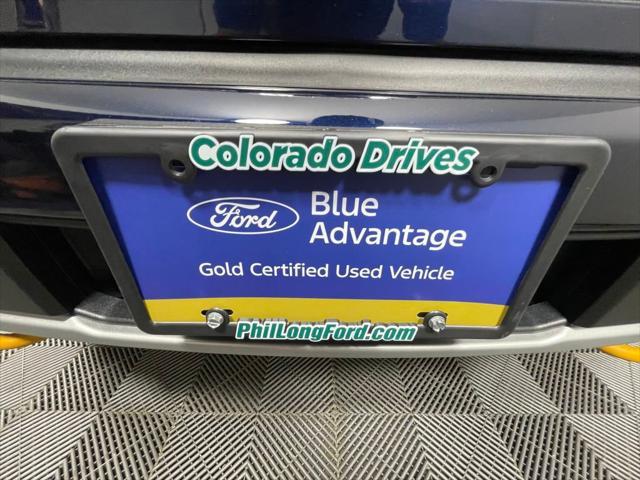 Colorado Drives
Ford
Blue
Advantage
Gold Certified Used Vehicle
PhilLongFord.com